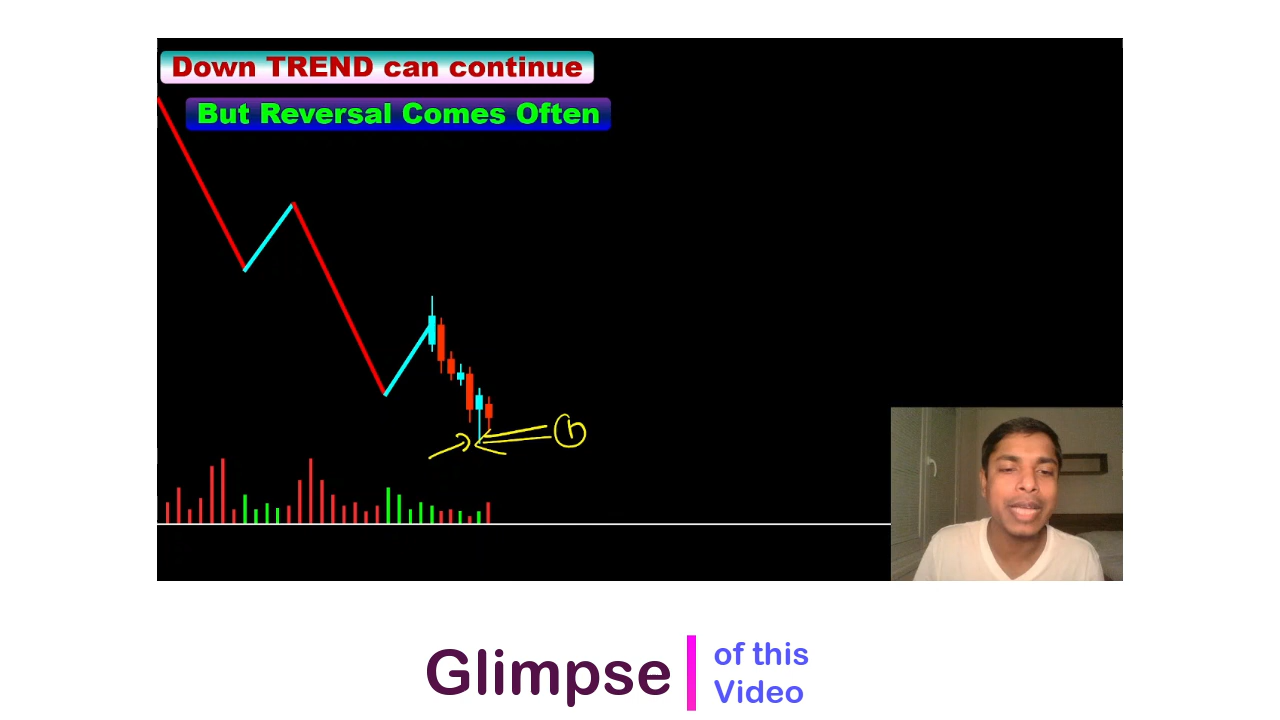 Down TREND can continue
But Reversal Comes Often
Glimpse
of this
Video